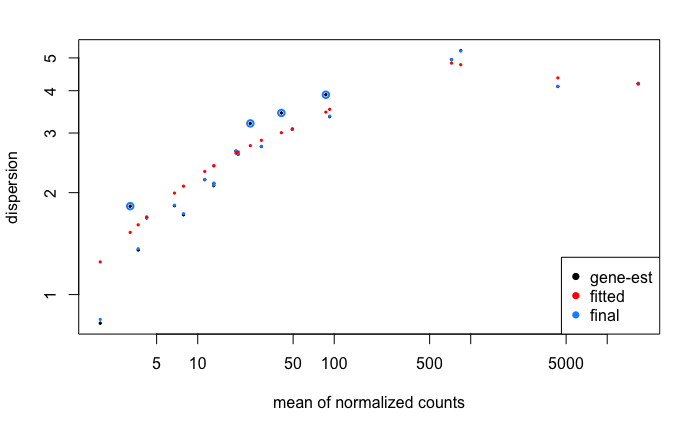 5
4
3
2
1
dispersion
gene-est
fitted
final
5 10 50 100 500 5000
mean of normalized counts